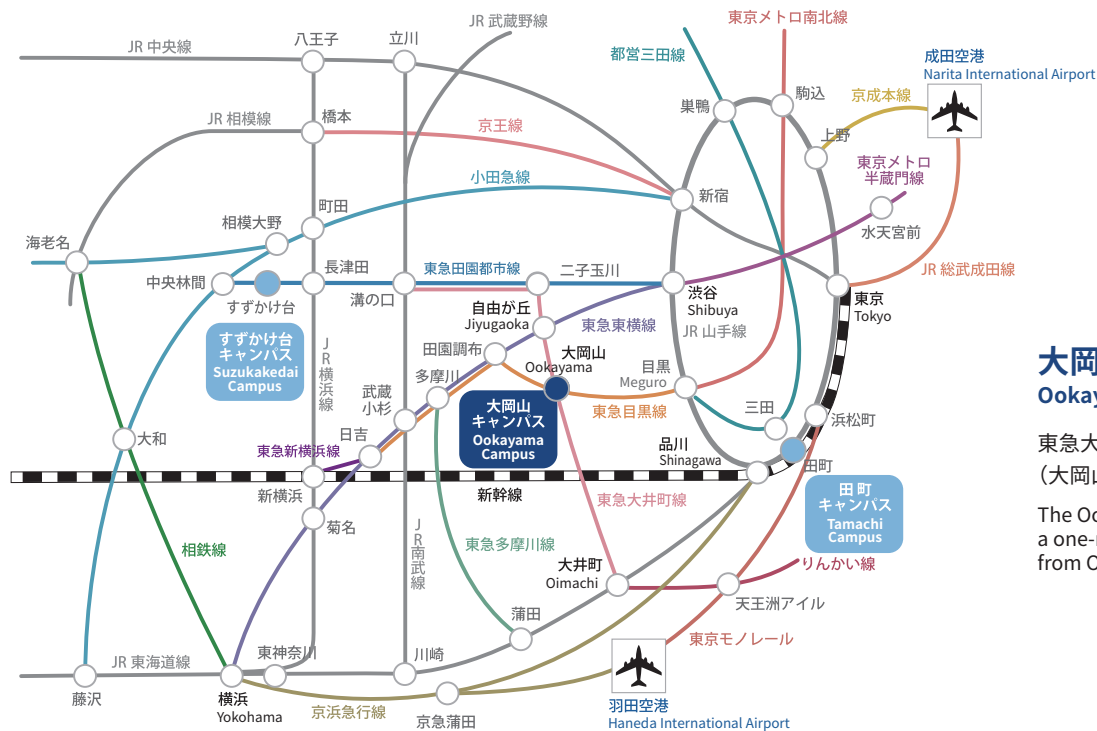 東京メトロ南北線
JR 武蔵野線
八王子
立川
JR 中央線
都営三田線
成田空港
Narita International Airport
巣鴨
駒込
京成本線
JR 相模線
橋本
京王線
上野
東京メトロ
半蔵門線
小田急線
新宿
町田
相模大野
水天宮前
海老名
中央林間
長津田
東急田園都市線
二子玉川
JR 総武成田線
すずかけ台
溝の口
自由が丘
Jiyugaoka
渋谷
Shibuya
東京
Tokyo
東急東横線
JR 山手線
すずかけ台
キャンパス
Suzukakedai
Campus
JR横浜線
田園調布
大岡山
Ookayama
目黒
Meguro
大岡
Ookay
多摩川
武蔵
小杉
大岡山
キャンパス
Ookayama
Campus
東急目黒線
三田
浜松町
大和
日吉
東急新横浜線
品川
Shinagawa
田町
東急大
（大岡山
新横浜
新幹線
東急大井町線
田 町
キャンパス
Tamachi
Campus
The Oo
a one-
from O
菊名
JR南武線
相鉄線
東急多摩川線
大井町
Oimachi
りんかい線
天王洲アイル
蒲田
東京モノレール
JR 東海道線
東神奈川
川崎
藤沢
横浜
Yokohama
京浜急行線
京急蒲田
羽田空港
Haneda International Airport